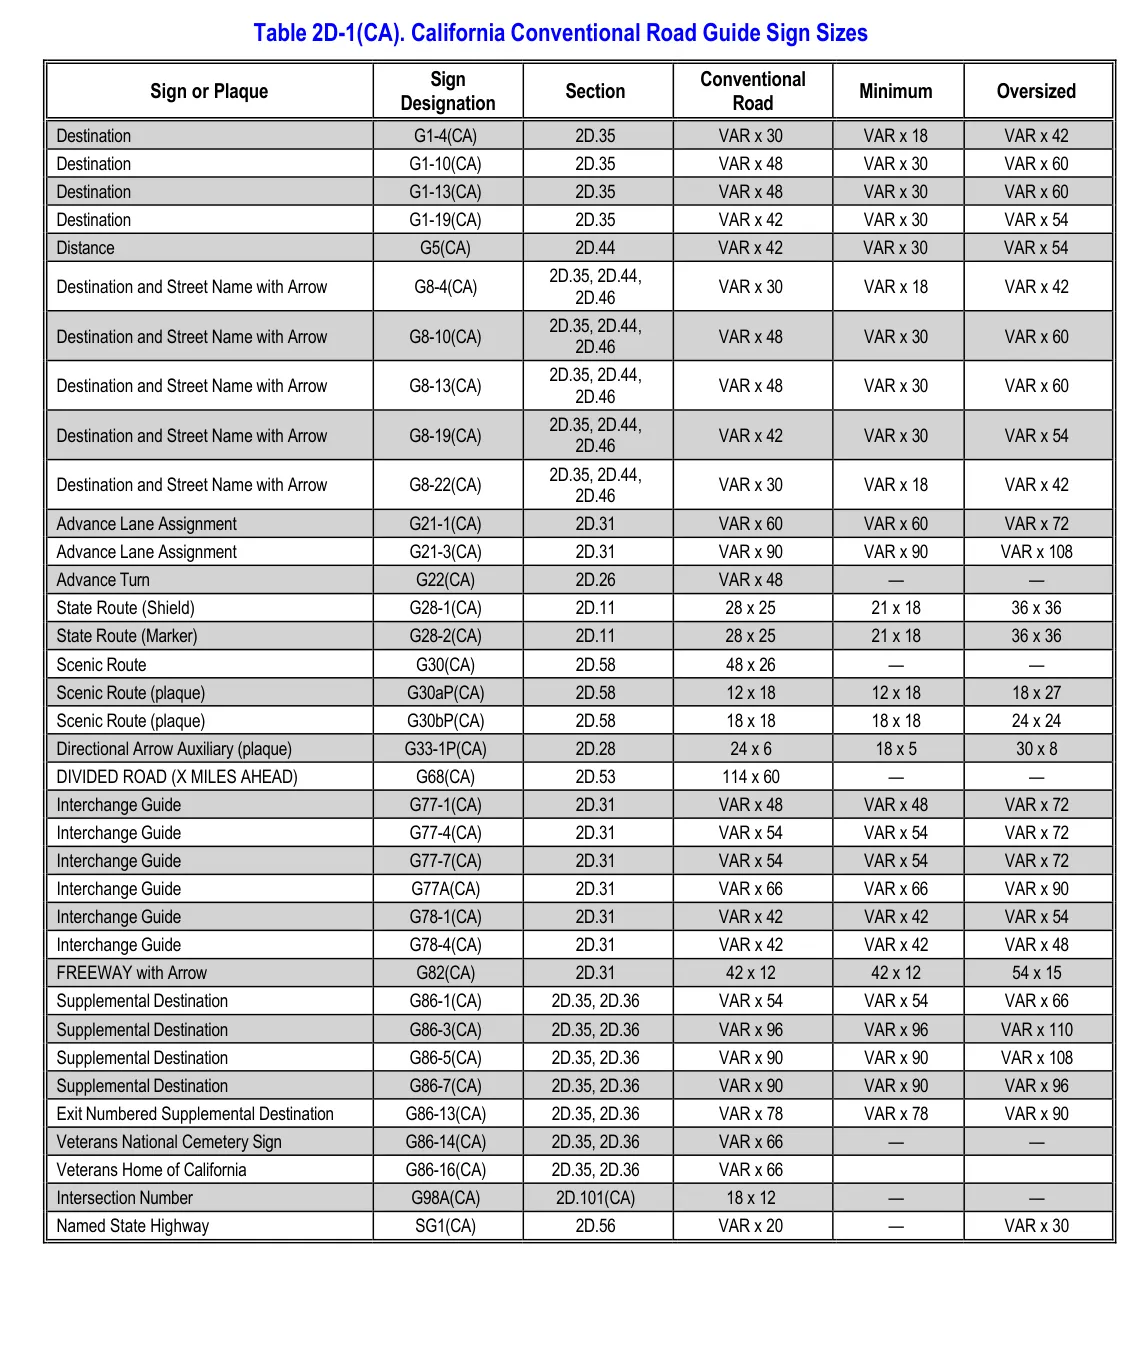 Table 2D-1(CA). California Conventional Road Guide Sign Sizes
Sign or Plaque Sign Designation Section Conventional Road Minimum Oversized
Destination G1-4(CA) 2D.35 VAR x 30 VAR x 18 VAR x 42
Destination G1-10(CA) 2D.35 VAR x 48 VAR x 30 VAR x 60
Destination G1-13(CA) 2D.35 VAR x 48 VAR x 30 VAR x 60
Destination G1-19(CA) 2D.35 VAR x 42 VAR x 30 VAR x 54
Distance G5(CA) 2D.44 VAR x 42 VAR x 30 VAR x 54
Destination and Street Name with Arrow G8-4(CA) 2D.35, 2D.44, 2D.46 VAR x 30 VAR x 18 VAR x 42
Destination and Street Name with Arrow G8-10(CA) 2D.35, 2D.44, 2D.46 VAR x 48 VAR x 30 VAR x 60
Destination and Street Name with Arrow G8-13(CA) 2D.35, 2D.44, 2D.46 VAR x 48 VAR x 30 VAR x 60
Destination and Street Name with Arrow G8-19(CA) 2D.35, 2D.44, 2D.46 VAR x 42 VAR x 30 VAR x 54
Destination and Street Name with Arrow G8-22(CA) 2D.35, 2D.44, 2D.46 VAR x 30 VAR x 18 VAR x 42
Advance Lane Assignment G21-1(CA) 2D.31 VAR x 60 VAR x 60 VAR x 72
Advance Lane Assignment G21-3(CA) 2D.31 VAR x 90 VAR x 90 VAR x 108
Advance Turn G22(CA) 2D.26 VAR x 48 — —
State Route (Shield) G28-1(CA) 2D.11 28 x 25 21 x 18 36 x 36
State Route (Marker) G28-2(CA) 2D.11 28 x 25 21 x 18 36 x 36
Scenic Route G30(CA) 2D.58 48 x 26 — —
Scenic Route (plaque) G30aP(CA) 2D.58 12 x 18 12 x 18 18 x 27
Scenic Route (plaque) G30bP(CA) 2D.58 18 x 18 18 x 18 24 x 24
Directional Arrow Auxiliary (plaque) G33-1P(CA) 2D.28 24 x 6 18 x 5 30 x 8
DIVIDED ROAD (X MILES AHEAD) G68(CA) 2D.53 114 x 60 — —
Interchange Guide G77-1(CA) 2D.31 VAR x 48 VAR x 48 VAR x 72
Interchange Guide G77-4(CA) 2D.31 VAR x 54 VAR x 54 VAR x 72
Interchange Guide G77-7(CA) 2D.31 VAR x 54 VAR x 54 VAR x 72
Interchange Guide G77A(CA) 2D.31 VAR x 66 VAR x 66 VAR x 90
Interchange Guide G78-1(CA) 2D.31 VAR x 42 VAR x 42 VAR x 54
Interchange Guide G78-4(CA) 2D.31 VAR x 42 VAR x 42 VAR x 48
FREEWAY with Arrow G82(CA) 2D.31 42 x 12 42 x 12 54 x 15
Supplemental Destination G86-1(CA) 2D.35, 2D.36 VAR x 54 VAR x 54 VAR x 66
Supplemental Destination G86-3(CA) 2D.35, 2D.36 VAR x 96 VAR x 96 VAR x 110
Supplemental Destination G86-5(CA) 2D.35, 2D.36 VAR x 90 VAR x 90 VAR x 108
Supplemental Destination G86-7(CA) 2D.35, 2D.36 VAR x 90 VAR x 90 VAR x 96
Exit Numbered Supplemental Destination G86-13(CA) 2D.35, 2D.36 VAR x 78 VAR x 78 VAR x 90
Veterans National Cemetery Sign G86-14(CA) 2D.35, 2D.36 VAR x 66 — —
Veterans Home of California G86-16(CA) 2D.35, 2D.36 VAR x 66
Intersection Number G98A(CA) 2D.101(CA) 18 x 12 — —
Named State Highway SG1(CA) 2D.56 VAR x 20 — VAR x 30